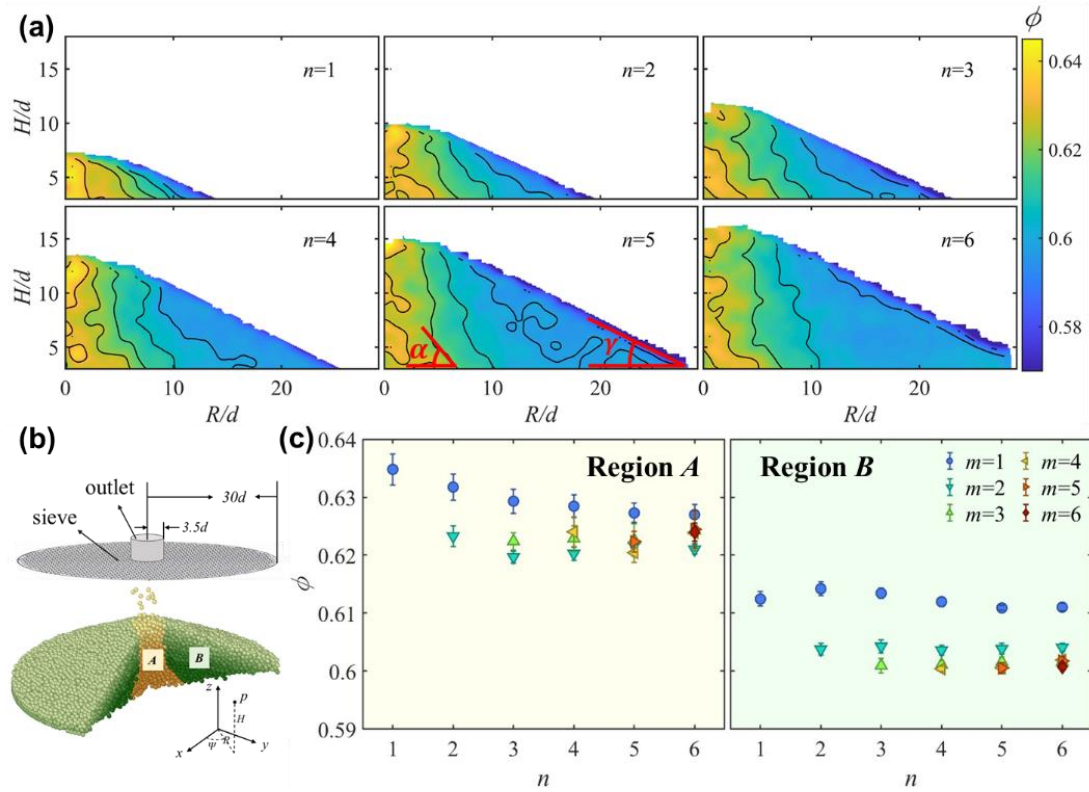 (a)
ϕ
n=1
n=2
n=3
H/d
15
10
5
0.64
0.62
n=4
n=5
n=6
H/d
15
10
5
α
γ
0.6
0.58
0
10
20
0
10
20
0
10
20
R/d
R/d
R/d
(b)
outlet
30d
sieve
3.5d
A
B
z
p
H
R
ψ
x
y
(c)
0.64
0.63
0.62
0.61
0.60
0.59
ϕ
Region A
Region B
m=1
m=4
m=2
m=5
m=3
m=6
1 2 3 4 5 6
1 2 3 4 5 6
n
n